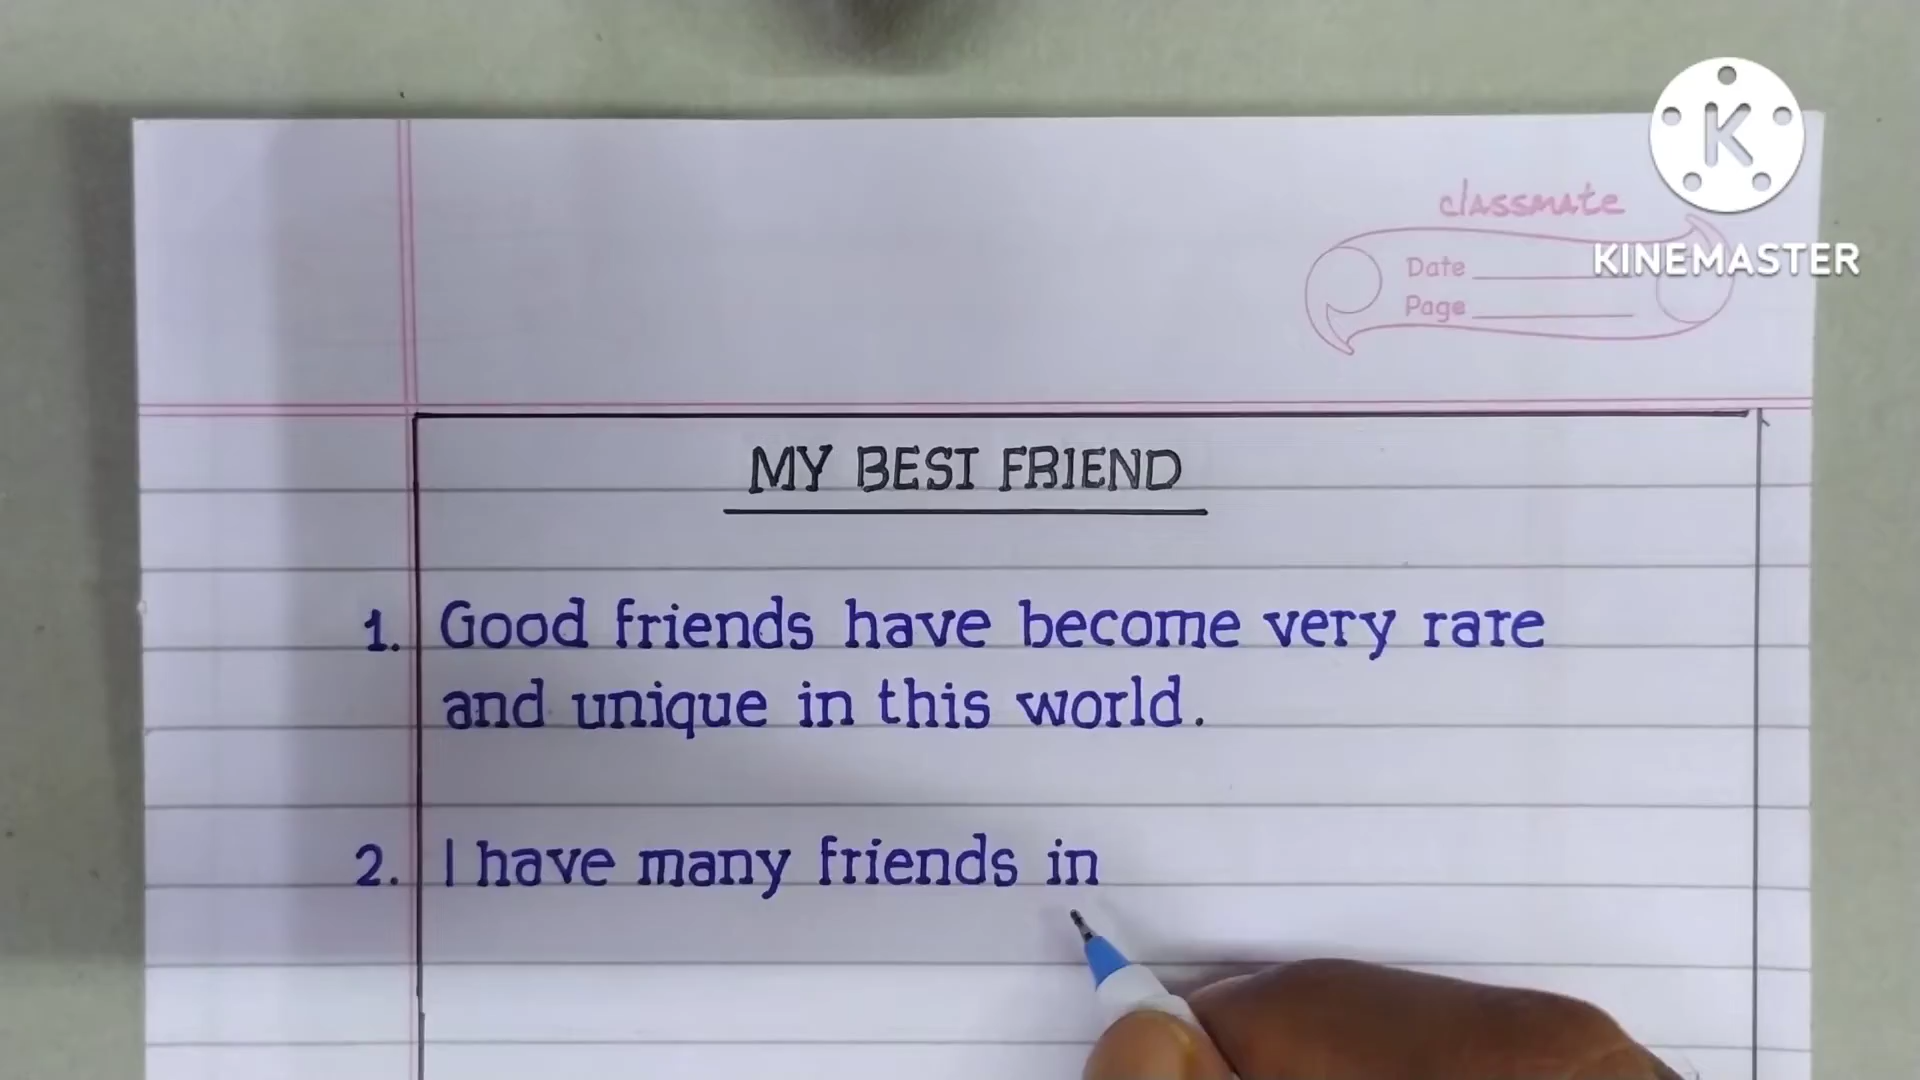 classmate
Date
Page
KINEMASTER
MY BEST FRIEND
1. Good friends have become very rare
and unique in this world.
2. I have many friends in